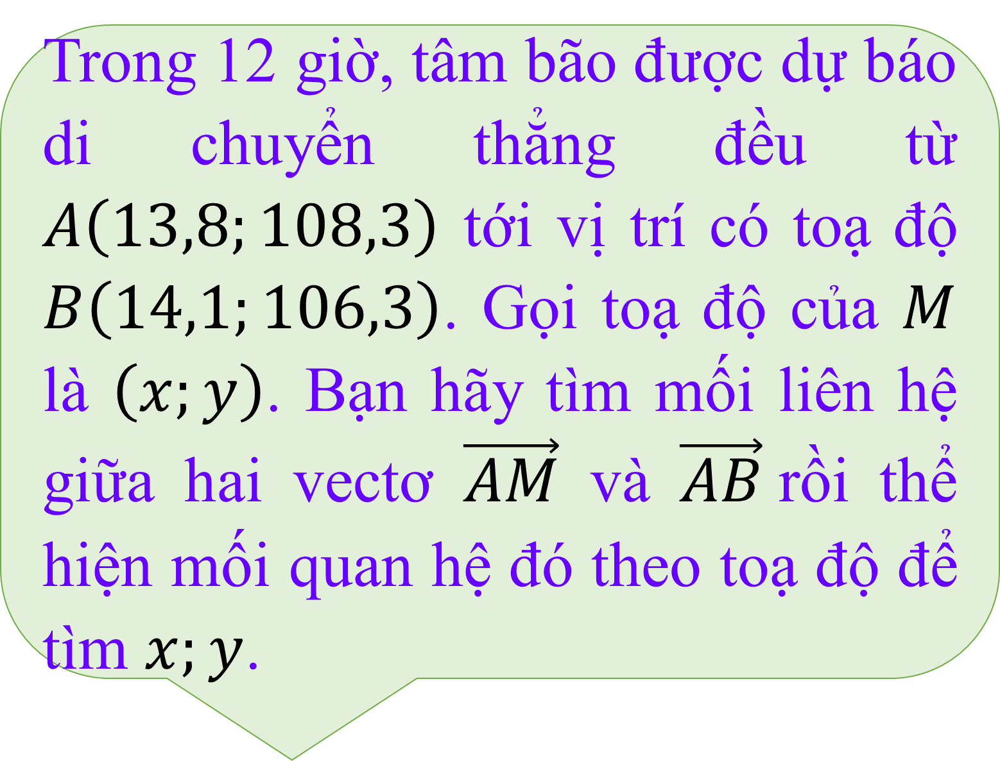 Trong 12 giờ, tâm bão được dự báo
di chuyển thẳng đều từ
A(13,8; 108,3) tới vị trí có toạ độ
B(14,1; 106,3). Gọi toạ độ của M
là (x; y). Bạn hãy tìm mối liên hệ
giữa hai vectơ \overrightarrow{AM} và \overrightarrow{AB} rồi thể
hiện mối quan hệ đó theo toạ độ để
tìm x; y.